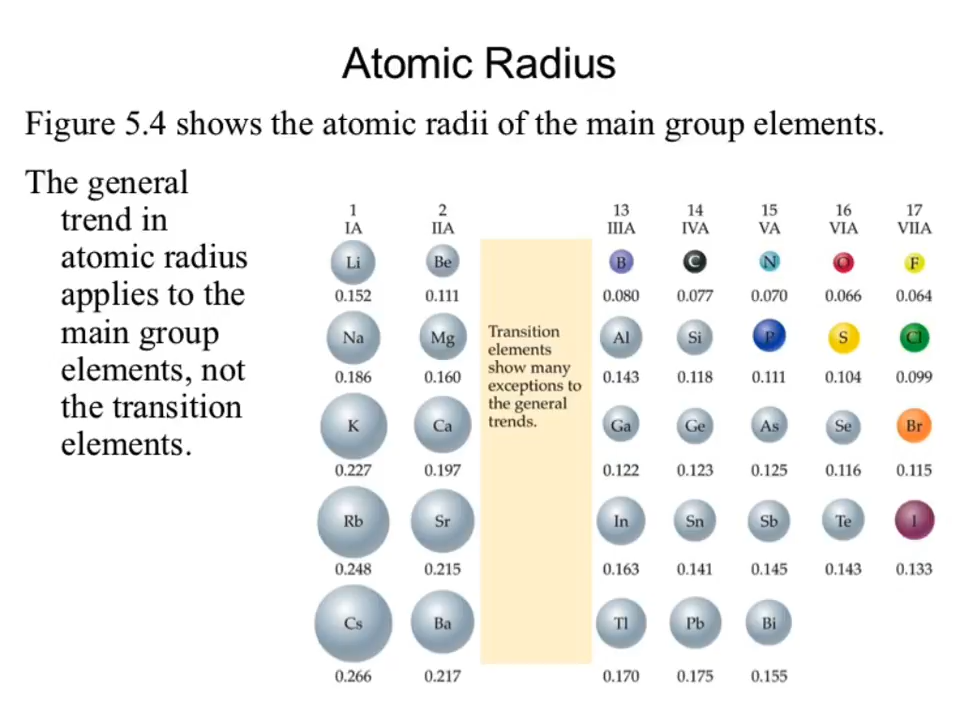 Atomic Radius
Figure 5.4 shows the atomic radii of the main group elements.
The general
trend in
atomic radius
applies to the
main group
elements, not
the transition
elements.
1 2 13 14 15 16 17
IA IIA IIIA IVA VA VIA VIIA
Li Be B C N O F
0.152 0.111 0.080 0.077 0.070 0.066 0.064
Na Mg Al Si P S Cl
0.186 0.160 0.143 0.118 0.111 0.104 0.099
Transition
elements
show many
exceptions to
the general
trends.
K Ca Ga Ge As Se Br
0.227 0.197 0.122 0.123 0.125 0.116 0.115
Rb Sr In Sn Sb Te I
0.248 0.215 0.163 0.141 0.145 0.143 0.133
Cs Ba Tl Pb Bi
0.266 0.217 0.170 0.175 0.155